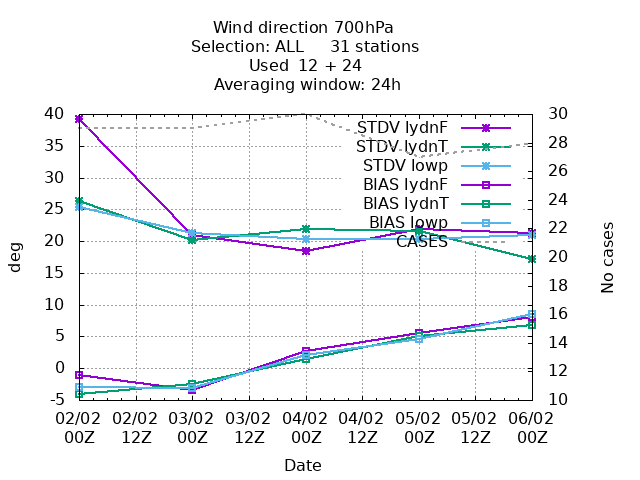 Wind direction 700hPa
Selection: ALL 31 stations
Used 12 + 24
Averaging window: 24h
40 30
35 28
30 26
25 24
20 22
15 20
10 18
5 16
0 14
-5 12
10
deg
No cases
STDV lydnF
STDV lydnT
STDV lowp
BIAS lydnF
BIAS lydnT
BIAS lowp
CASES
02/02 02/02 03/02 03/02 04/02 04/02 05/02 05/02 06/02
00Z 12Z 00Z 12Z 00Z 12Z 00Z 12Z 00Z
Date